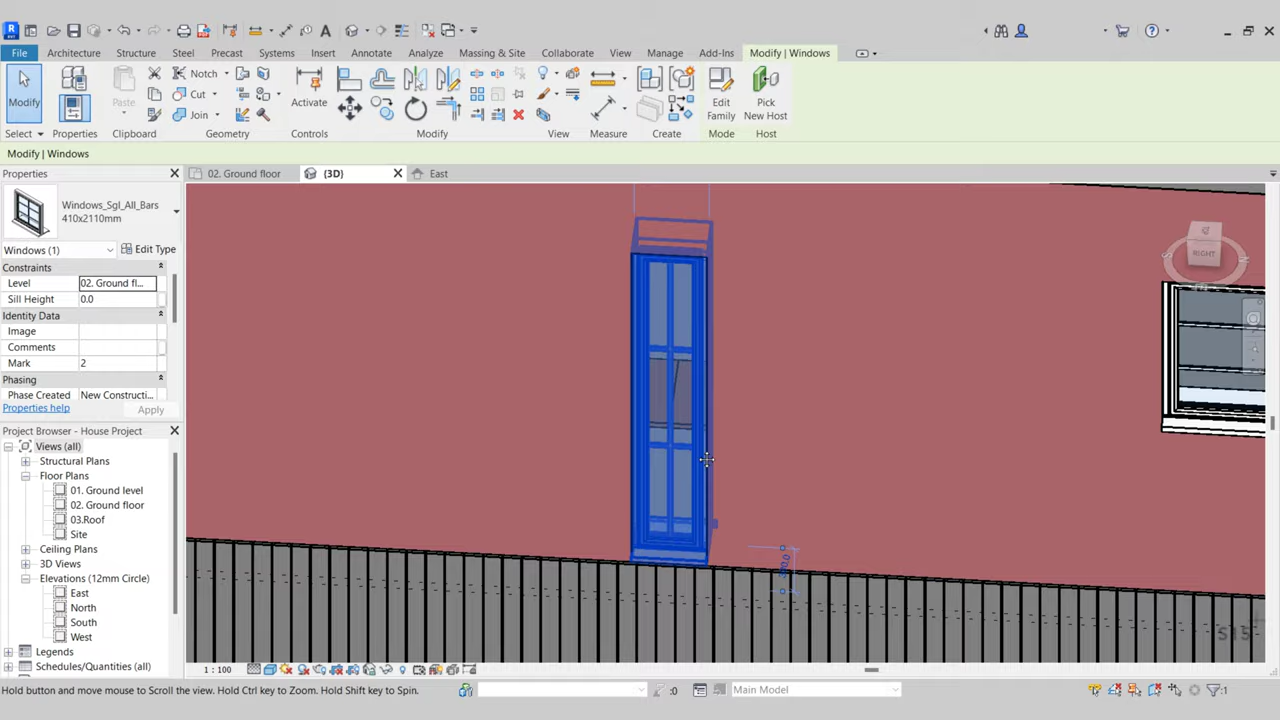 File Architecture Structure Steel Precast Systems Insert Annotate Analyze Massing & Site Collaborate View Manage Add-Ins Modify | Windows
Modify
Paste
Notch
Cut
Join
Activate
Edit Family
Pick New Host
Select Properties Clipboard Geometry Controls Modify View Measure Create Mode Host
Modify | Windows
Properties
02. Ground floor
(3D)
East
Windows_Sgl_All_Bars
410x2110mm
Windows (1)
Edit Type
Constraints
Level 02. Ground fl...
Sill Height 0.0
Identity Data
Image
Comments
Mark 2
Phasing
Phase Created New Constructi...
Properties help
Apply
RIGHT
Project Browser - House Project
Views (all)
Structural Plans
Floor Plans
01. Ground level
02. Ground floor
03.Roof
Site
Ceiling Plans
3D Views
Elevations (12mm Circle)
East
North
South
West
Legends
Schedules/Quantities (all)
1 : 100
Hold button and move mouse to Scroll the view. Hold Ctrl key to Zoom. Hold Shift key to Spin.
:0
Main Model
:1